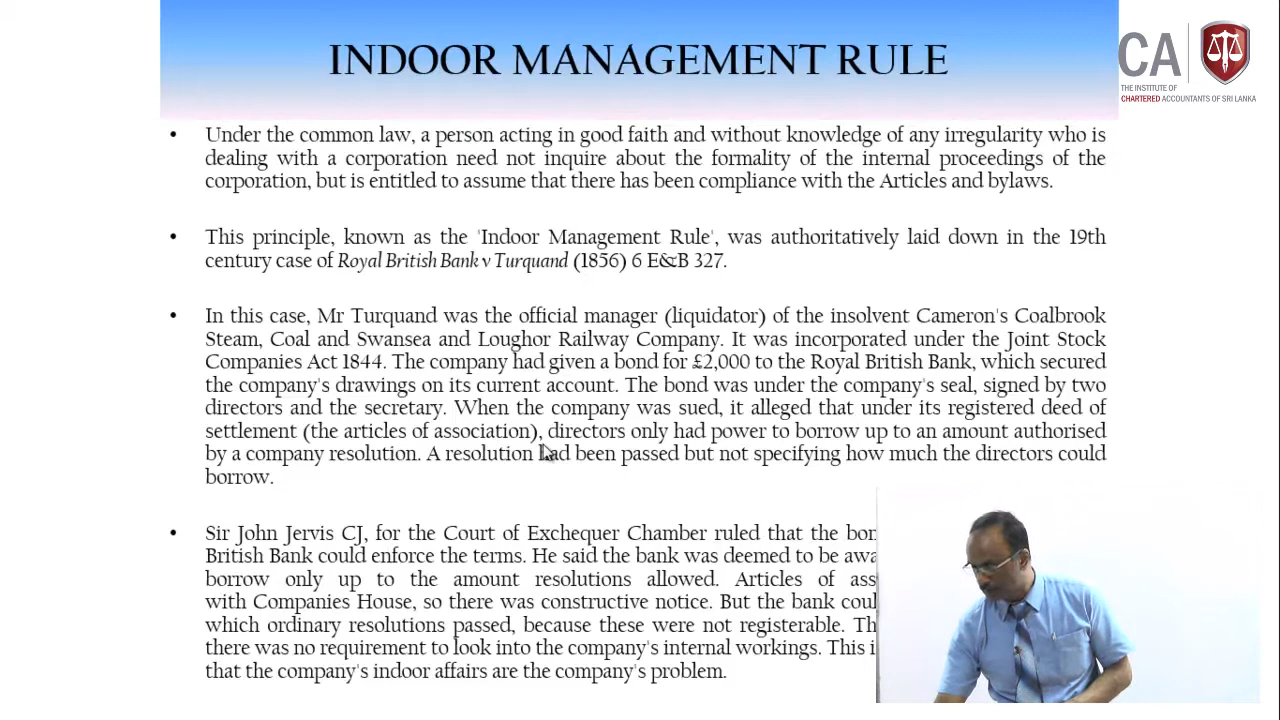 INDOOR MANAGEMENT RULE
CA
THE INSTITUTE OF
CHARTERED ACCOUNTANTS OF SRI LANKA
• Under the common law, a person acting in good faith and without knowledge of any irregularity who is
dealing with a corporation need not inquire about the formality of the internal proceedings of the
corporation, but is entitled to assume that there has been compliance with the Articles and bylaws.
• This principle, known as the 'Indoor Management Rule', was authoritatively laid down in the 19th
century case of Royal British Bank v Turquand (1856) 6 E&B 327.
• In this case, Mr Turquand was the official manager (liquidator) of the insolvent Cameron's Coalbrook
Steam, Coal and Swansea and Loughor Railway Company. It was incorporated under the Joint Stock
Companies Act 1844. The company had given a bond for £2,000 to the Royal British Bank, which secured
the company's drawings on its current account. The bond was under the company's seal, signed by two
directors and the secretary. When the company was sued, it alleged that under its registered deed of
settlement (the articles of association), directors only had power to borrow up to an amount authorised
by a company resolution. A resolution had been passed but not specifying how much the directors could
borrow.
• Sir John Jervis CJ, for the Court of Exchequer Chamber ruled that the
British Bank could enforce the terms. He said the bank was deemed to be
borrow only up to the amount resolutions allowed. Articles of
with Companies House, so there was constructive notice. But the bank
which ordinary resolutions passed, because these were not registerable.
there was no requirement to look into the company's internal workings. This
that the company's indoor affairs are the company's problem.